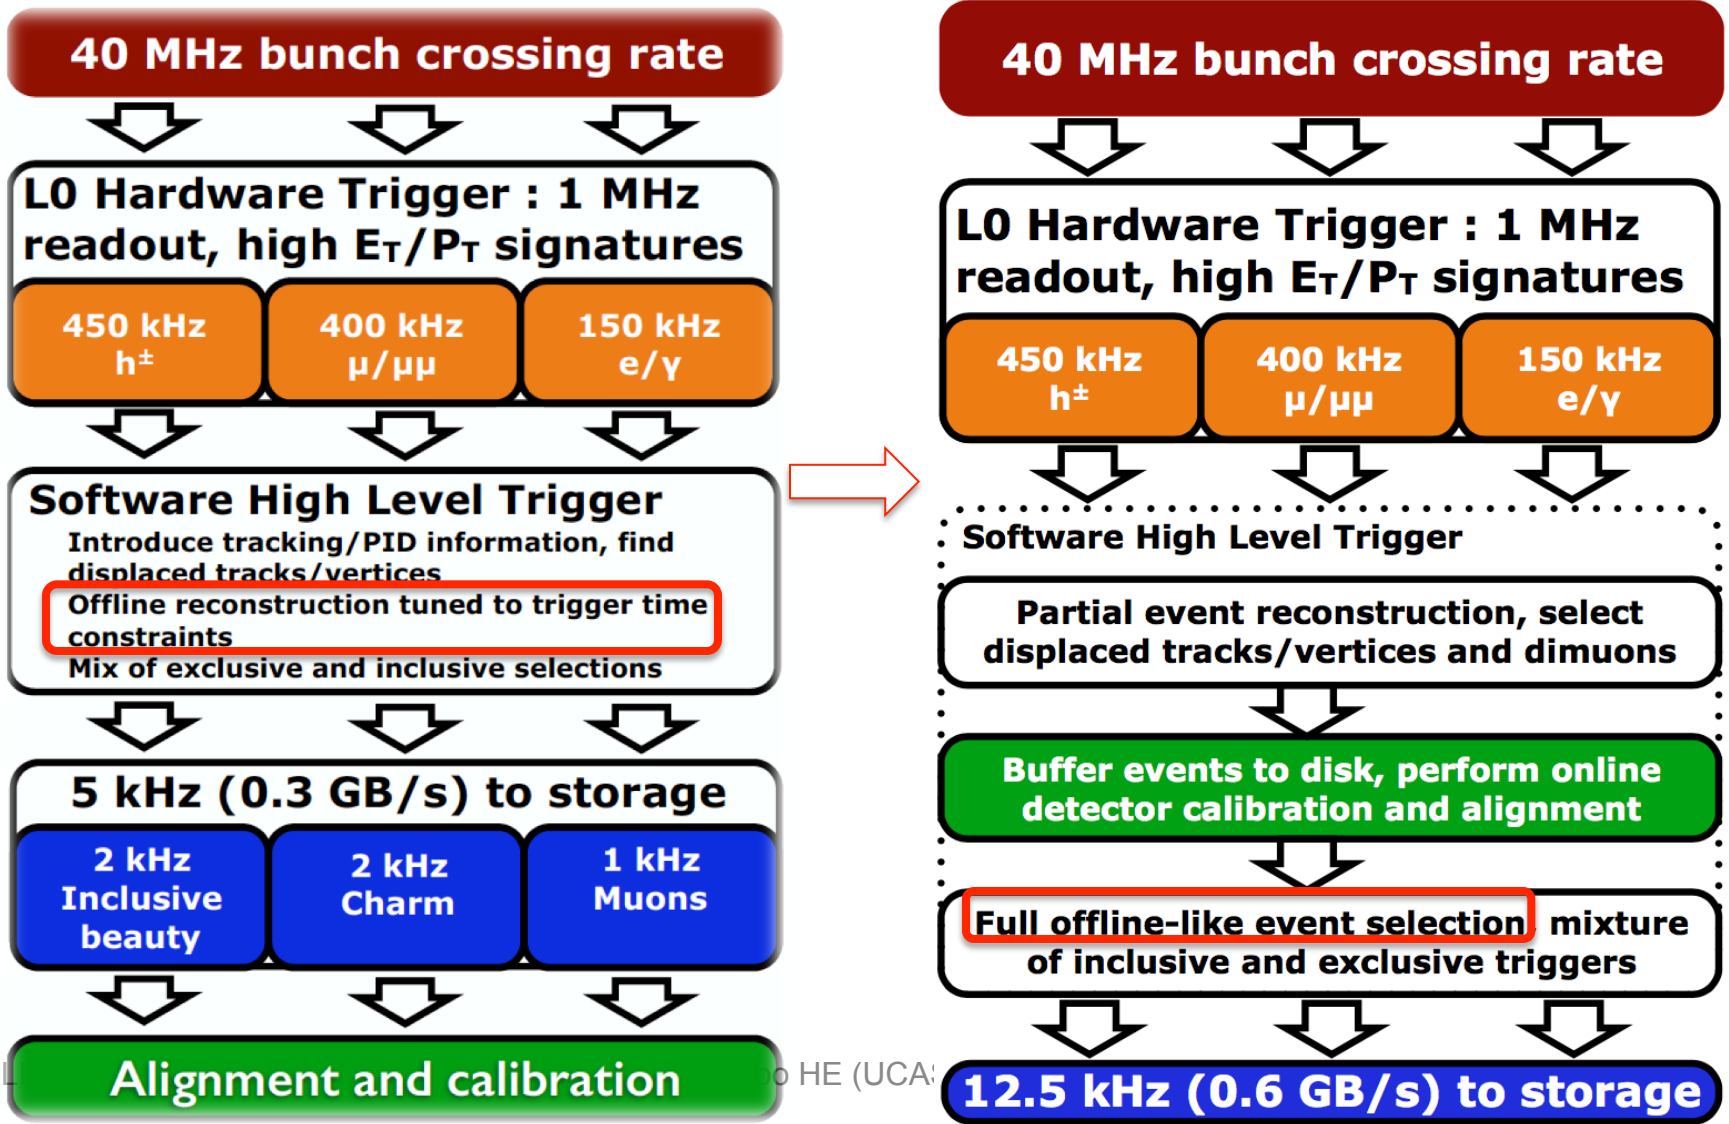 40 MHz bunch crossing rate
L0 Hardware Trigger : 1 MHz
readout, high ET/PT signatures
450 kHz
h±
400 kHz
μ/μμ
150 kHz
e/γ
Software High Level Trigger
Introduce tracking/PID information, find
displaced tracks/vertices
Offline reconstruction tuned to trigger time
constraints
Mix of exclusive and inclusive selections
5 kHz (0.3 GB/s) to storage
2 kHz
Inclusive
beauty
2 kHz
Charm
1 kHz
Muons
Alignment and calibration
HE (UCAS
40 MHz bunch crossing rate
L0 Hardware Trigger : 1 MHz
readout, high ET/PT signatures
450 kHz
h±
400 kHz
μ/μμ
150 kHz
e/γ
Software High Level Trigger
Partial event reconstruction, select
displaced tracks/vertices and dimuons
Buffer events to disk, perform online
detector calibration and alignment
Full offline-like event selection, mixture
of inclusive and exclusive triggers
12.5 kHz (0.6 GB/s) to storage